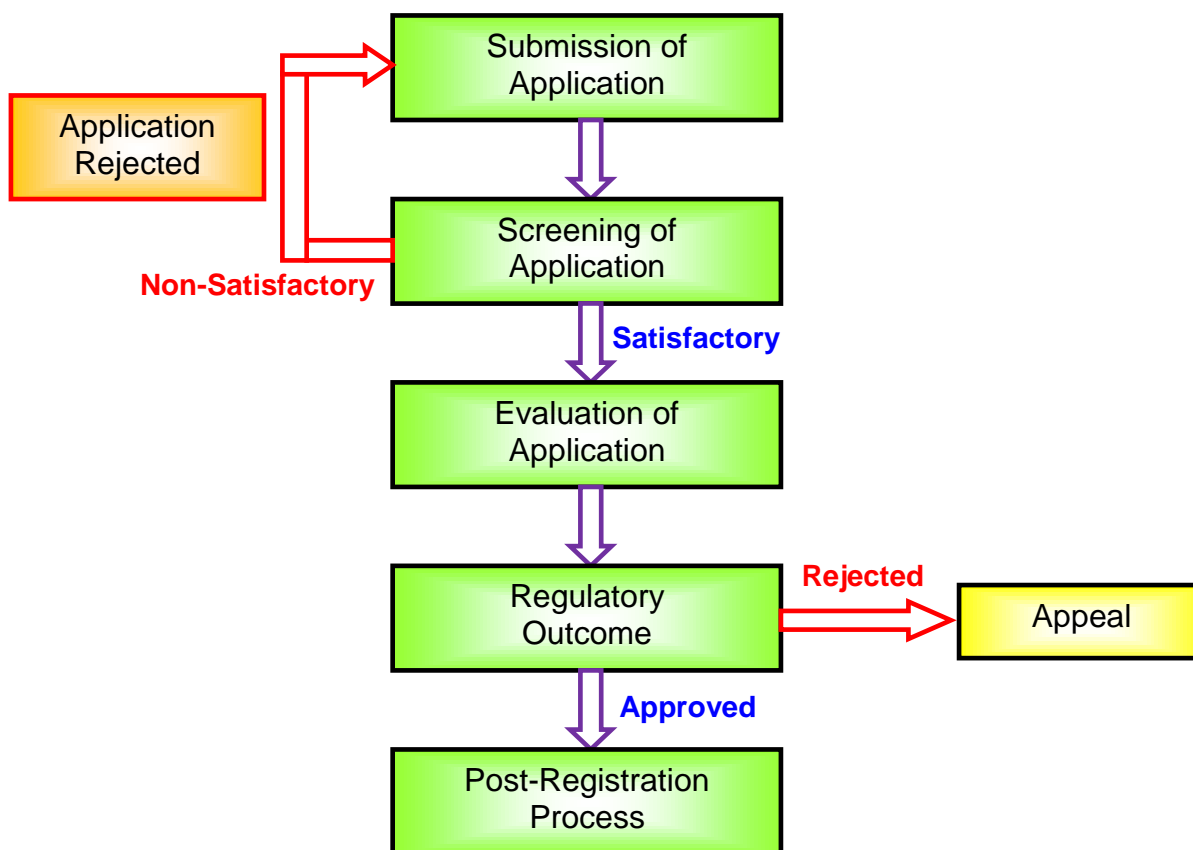 Submission of
Application
Application
Rejected
Screening of
Application
Non-Satisfactory
Satisfactory
Evaluation of
Application
Rejected
Regulatory
Outcome
Appeal
Approved
Post-Registration
Process